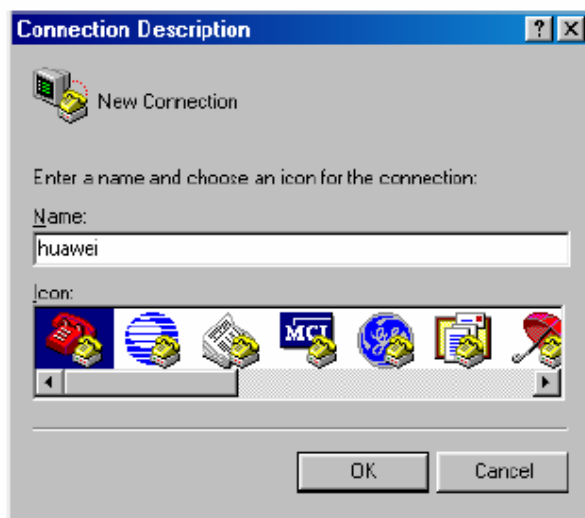 Connection Description
New Connection
Enter a name and choose an icon for the connection:
Name:
huawei
Icon:
MCI
OK Cancel